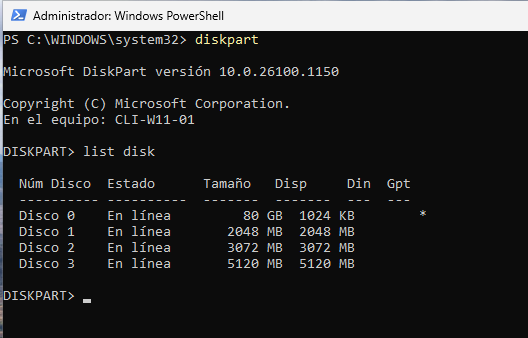 Administrador: Windows PowerShell
PS C:\WINDOWS\system32> diskpart
Microsoft DiskPart versión 10.0.26100.1150
Copyright (C) Microsoft Corporation.
En el equipo: CLI-W11-01
DISKPART> list disk
  Núm Disco  Estado      Tamaño   Disp     Din  Gpt
  ---------- ----------  -------  -------  ---  ---
  Disco 0    En línea        80 GB  1024 KB        *
  Disco 1    En línea      2048 MB  2048 MB
  Disco 2    En línea      3072 MB  3072 MB
  Disco 3    En línea      5120 MB  5120 MB
DISKPART> _